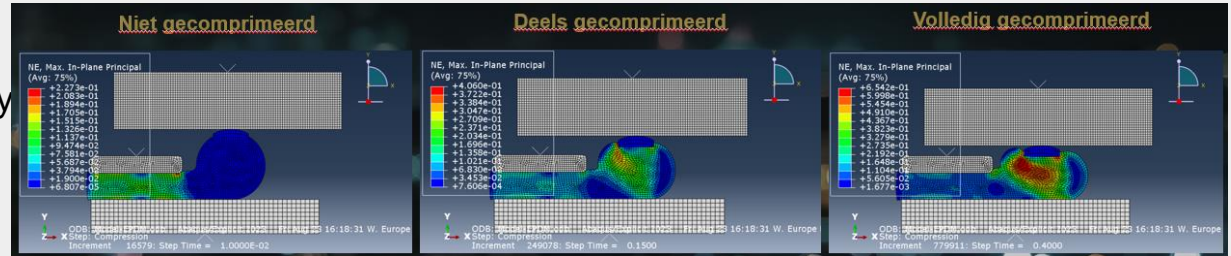 Niet gecomprimeerd
NE, Max. In-Plane Principal
(Avg: 75%)
+2.273e-01
+2.083e-01
+1.894e-01
+1.705e-01
+1.515e-01
+1.326e-01
+1.137e-01
+9.474e-02
+7.581e-02
+5.687e-02
+3.794e-02
+1.900e-02
+6.807e-05
Y
X
Y
Z
X
Step: Compression
Increment 16579: Step Time = 1.0000E-02
Fri Aug 23 16:18:31 W. Europe
Deels gecomprimeerd
NE, Max. In-Plane Principal
(Avg: 75%)
+4.060e-01
+3.722e-01
+3.384e-01
+3.047e-01
+2.709e-01
+2.371e-01
+2.034e-01
+1.696e-01
+1.358e-01
+1.021e-01
+6.830e-02
+3.453e-02
+7.606e-04
Y
Z
X
Step: Compression
Increment 249078: Step Time = 0.1500
16:18:31 W. Europe
Volledig gecomprimeerd
NE, Max. In-Plane Principal
(Avg: 75%)
+6.542e-01
+5.998e-01
+5.454e-01
+4.910e-01
+4.367e-01
+3.823e-01
+3.279e-01
+2.735e-01
+2.192e-01
+1.648e-01
+1.104e-01
+5.605e-02
+1.677e-03
Y
Z
X
Step: Compression
Increment 779911: Step Time = 0.4000
16:18:31 W. Europe
y